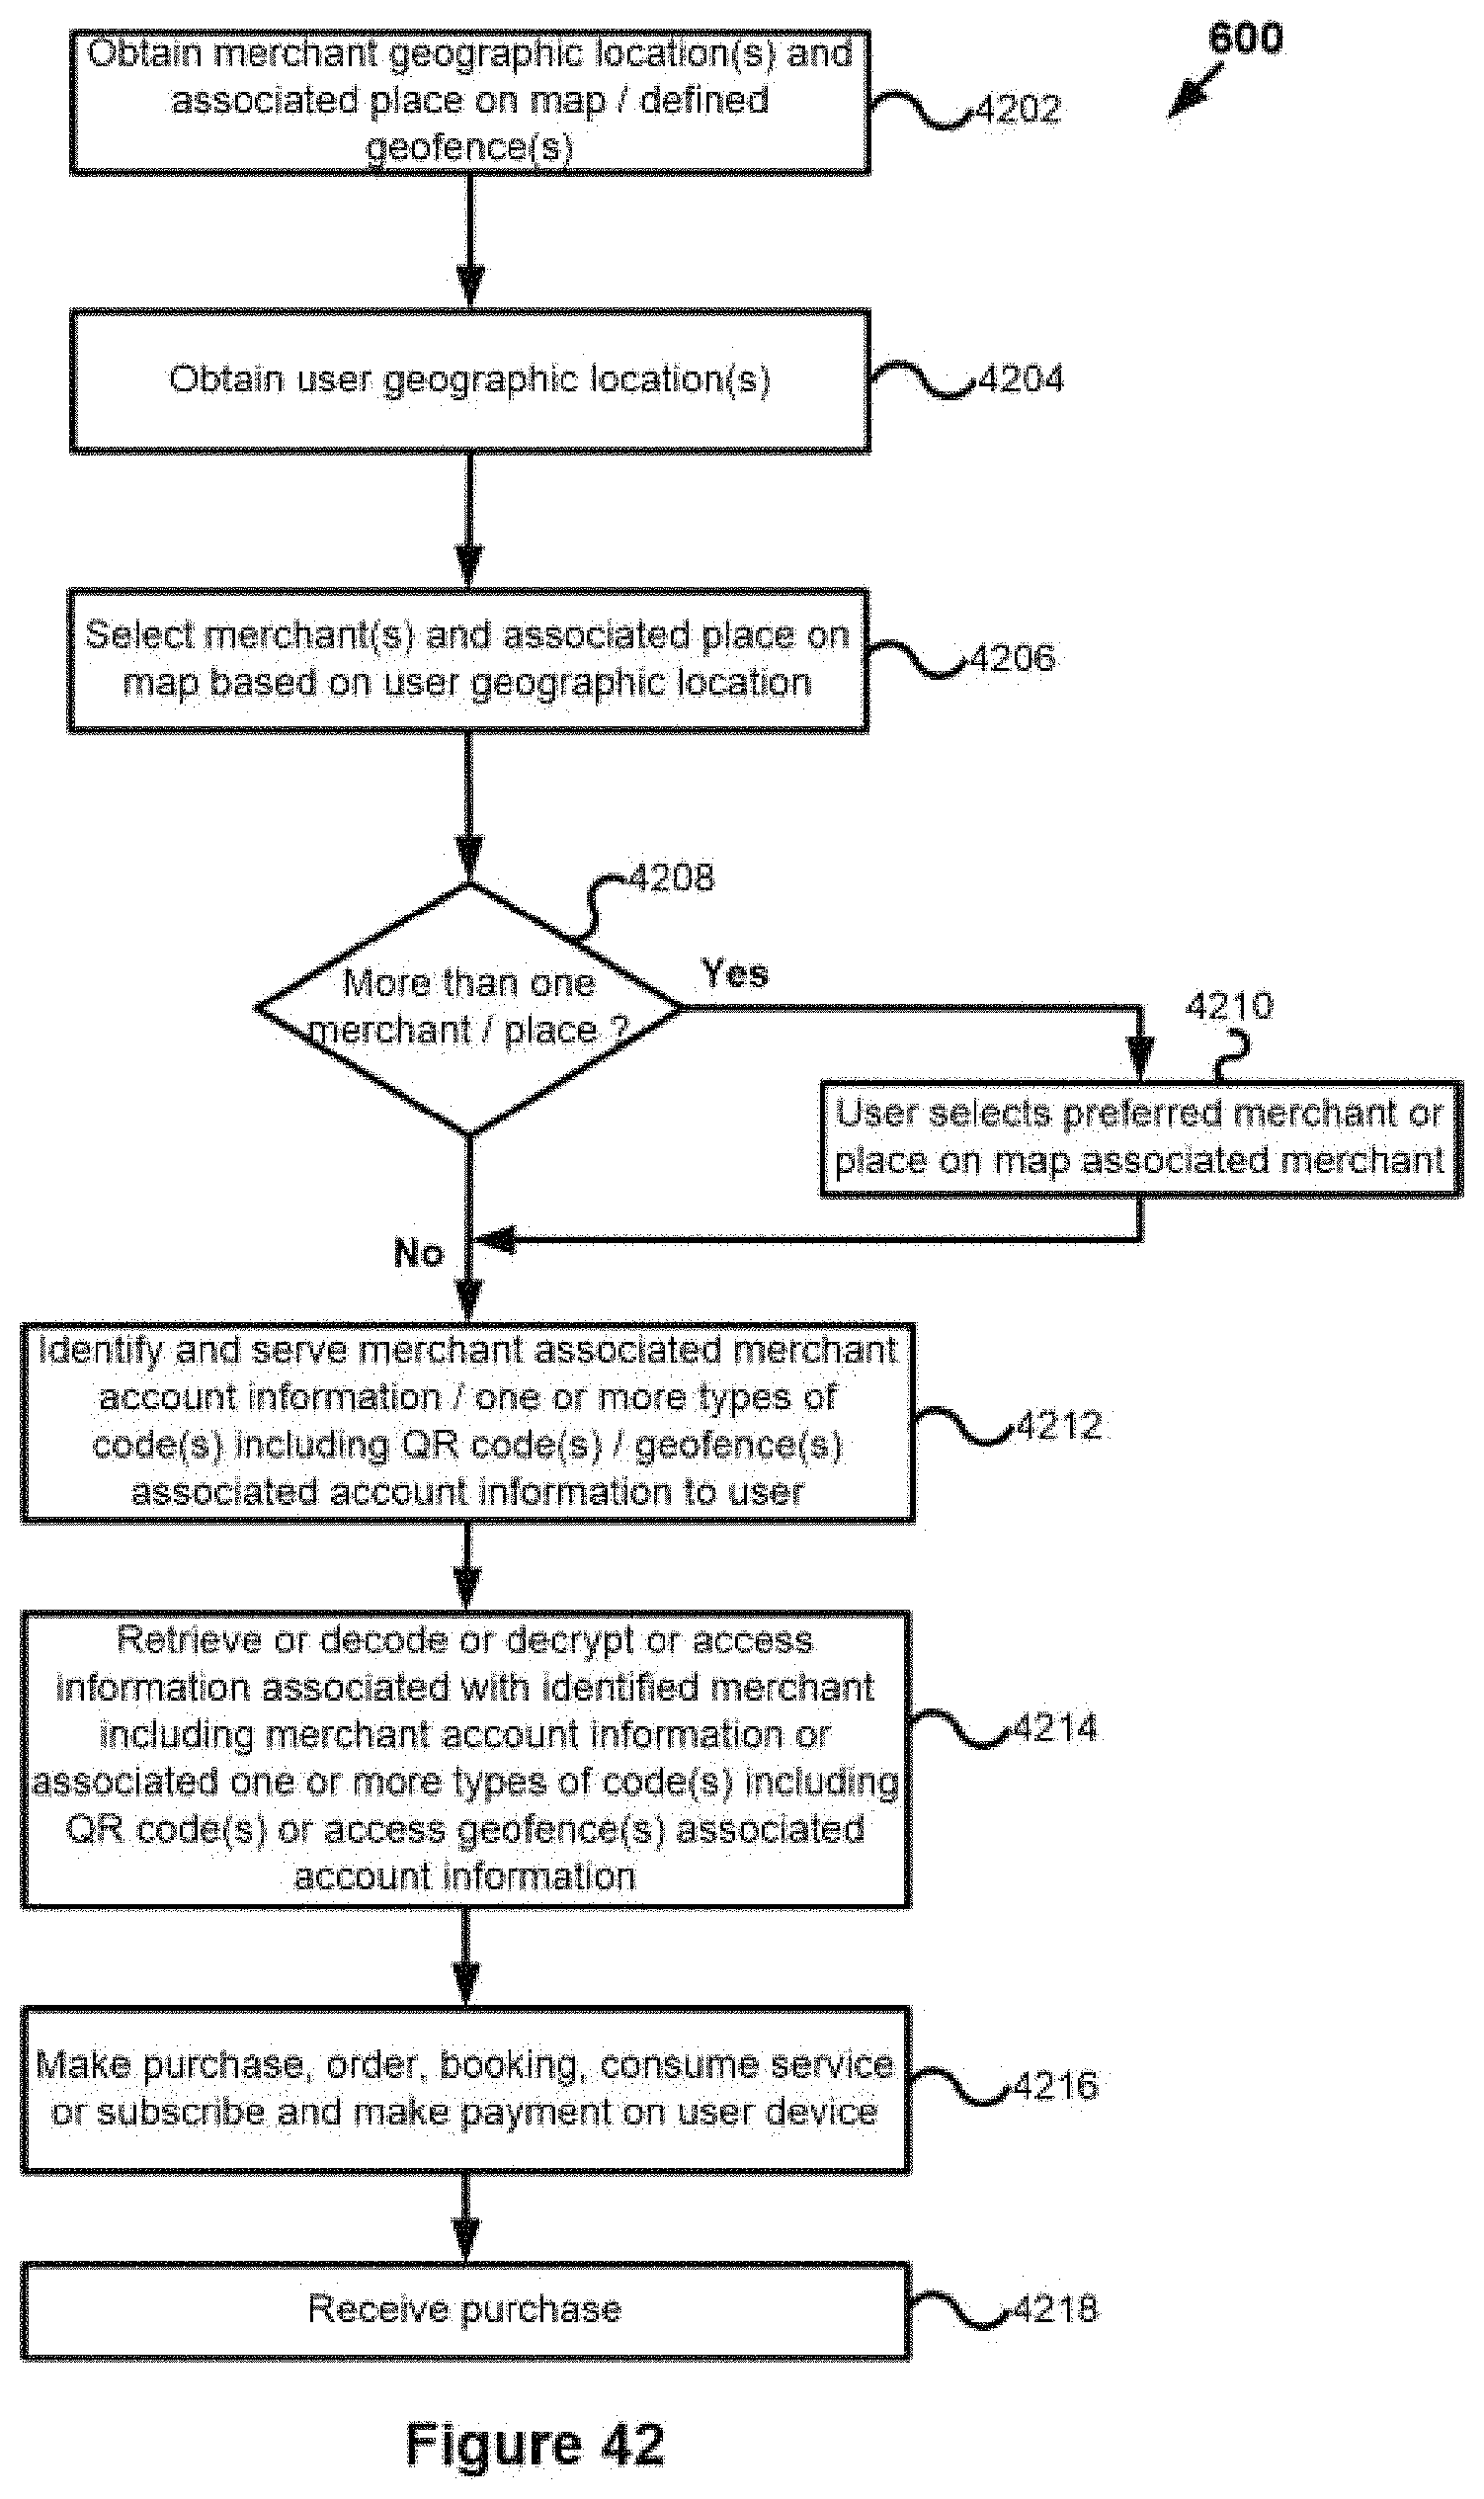 600
Obtain merchant geographic location(s) and
associated place on map / defined
geofence(s)
4202
Obtain user geographic location(s)
4204
Select merchant(s) and associated place on
map based on user geographic location
4206
4208
More than one
merchant / place ?
Yes
4210
User selects preferred merchant or
place on map associated merchant
No
Identify and serve merchant associated merchant
account information / one or more types of
code(s) including QR code(s) / geofence(s)
associated account information to user
4212
Retrieve or decode or decrypt or access
information associated with identified merchant
including merchant account information or
associated one or more types of code(s) including
QR code(s) or access geofence(s) associated
account information
4214
Make purchase, order, booking, consume service
or subscribe and make payment on user device
4216
Receive purchase
4218
Figure 42